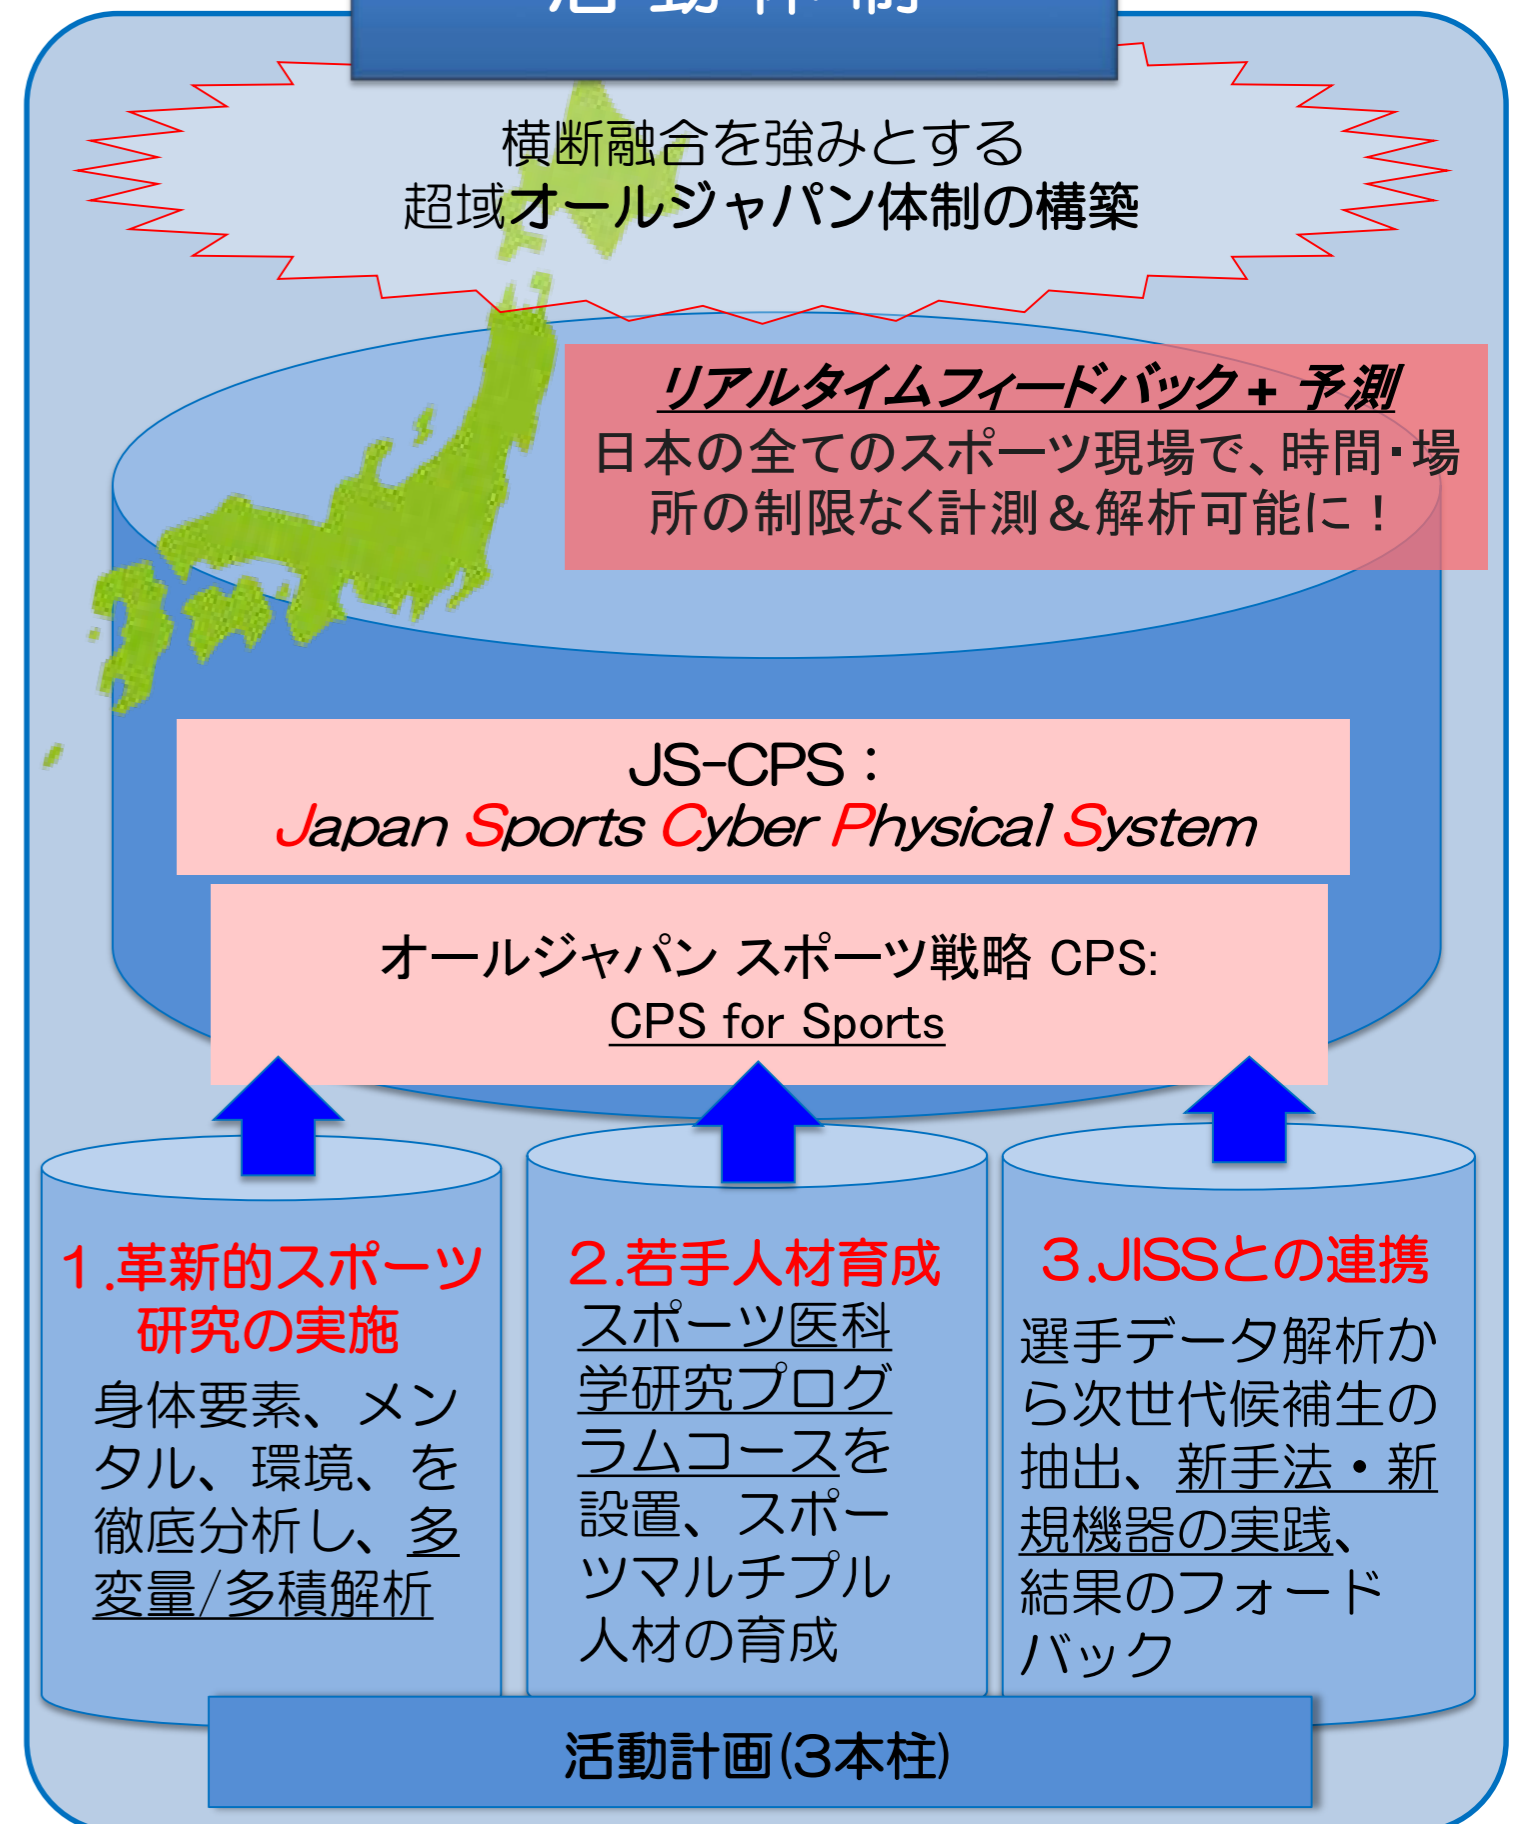 活動体制
横断融合を強みとする
超域オールジャパン体制の構築
リアルタイムフィードバック + 予測
日本の全てのスポーツ現場で、時間・場
所の制限なく計測＆解析可能に！
JS-CPS：
Japan Sports Cyber Physical System
オールジャパン スポーツ戦略 CPS:
CPS for Sports
１.革新的スポーツ
研究の実施
身体要素、メン
タル、環境、を
徹底分析し、多
変量/多積解析
２.若手人材育成
スポーツ医科
学研究プログ
ラムコースを
設置、スポー
ツマルチプル
人材の育成
３.JISSとの連携
選手データ解析か
ら次世代候補生の
抽出、新手法・新
規機器の実践、
結果のフォード
バック
活動計画(3本柱)